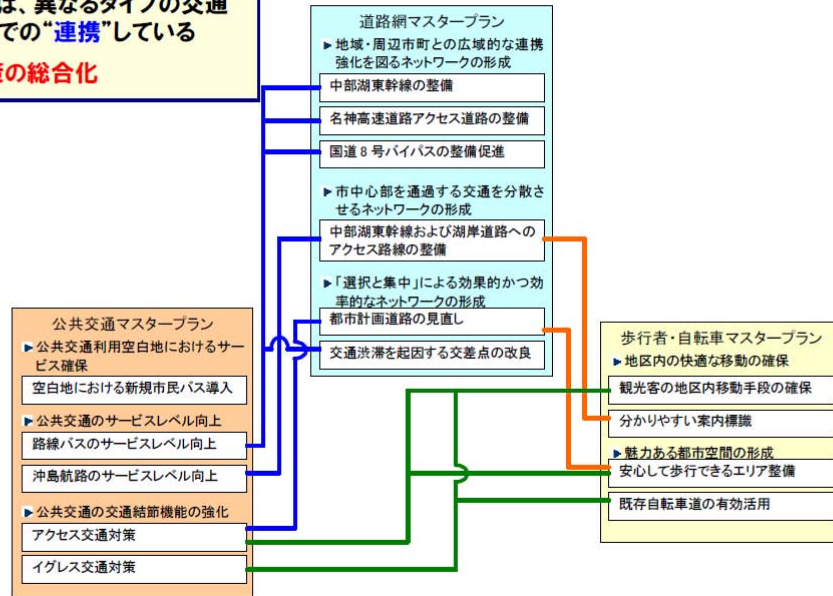 は、異なるタイプの交通
での“連携”している
の総合化
道路網マスタープラン
地域・周辺市町との広域的な連携
強化を図るネットワークの形成
中部湖東幹線の整備
名神高速道路アクセス道路の整備
国道8号バイパスの整備促進
市中心部を通過する交通を分散さ
せるネットワークの形成
中部湖東幹線および湖岸道路への
アクセス路線の整備
「選択と集中」による効果的かつ効
率的なネットワークの形成
都市計画道路の見直し
交通渋滞を起因する交差点の改良
公共交通マスタープラン
公共交通利用空白地におけるサー
ビス確保
空白地における新規市民バス導入
公共交通のサービスレベル向上
路線バスのサービスレベル向上
沖島航路のサービスレベル向上
公共交通の交通結節機能の強化
アクセス交通対策
イグレス交通対策
歩行者・自転車マスタープラン
地区内の快適な移動の確保
観光客の地区内移動手段の確保
分かりやすい案内標識
魅力ある都市空間の形成
安心して歩行できるエリア整備
既存自転車道の有効活用